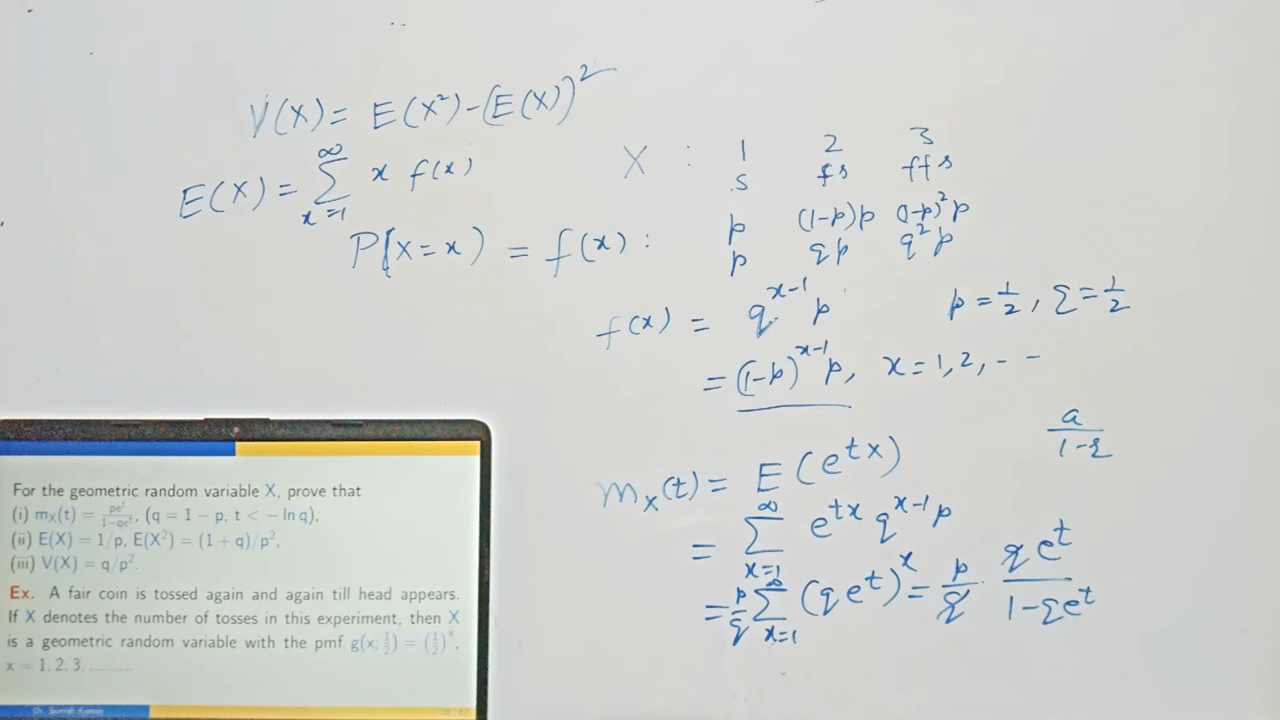 V(X) = E(X²) - (E(X))²
E(X) = ∑_{x=1}^{∞} x f(x)
X : 1 2 3
s fs ffs
P(X=x) = f(x) : p (1-p)p (1-p)²p
p qp q²p
f(x) = q^{x-1} p
p = 1/2, q = 1/2
= (1-p)^{x-1} p, x = 1, 2, - -
a/(1-r)
m_X(t) = E(e^{tx})
= ∑_{x=1}^{∞} e^{tx} q^{x-1} p
= p/q ∑_{x=1}^{∞} (qe^t)^x = p/q · qe^t/(1-qe^t)
For the geometric random variable X, prove that
(i) m_X(t) = pe^t/(1-qe^t), (q = 1 - p, t < - ln q),
(ii) E(X) = 1/p, E(X²) = (1 + q)/p²,
(iii) V(X) = q/p².
Ex. A fair coin is tossed again and again till head appears.
If X denotes the number of tosses in this experiment, then X
is a geometric random variable with the pmf g(x; 1/2) = (1/2)^x,
x = 1, 2, 3, .........